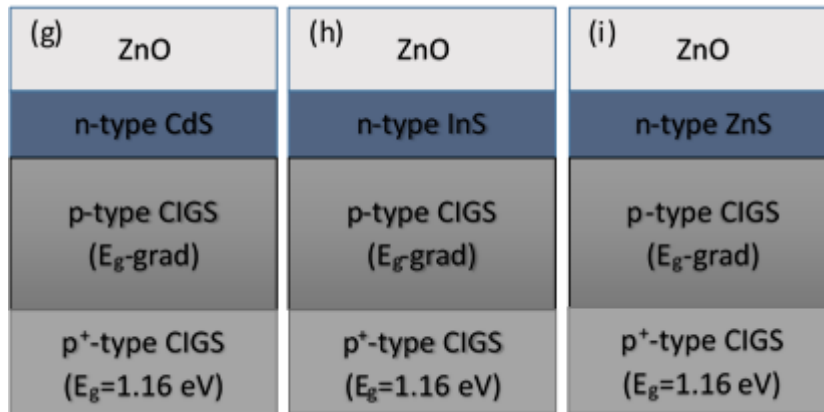 (g) ZnO
n-type CdS
p-type CIGS
(Eg-grad)
p+-type CIGS
(Eg=1.16 eV)
(h) ZnO
n-type InS
p-type CIGS
(Eg-grad)
p+-type CIGS
(Eg=1.16 eV)
(i) ZnO
n-type ZnS
p-type CIGS
(Eg-grad)
p+-type CIGS
(Eg=1.16 eV)